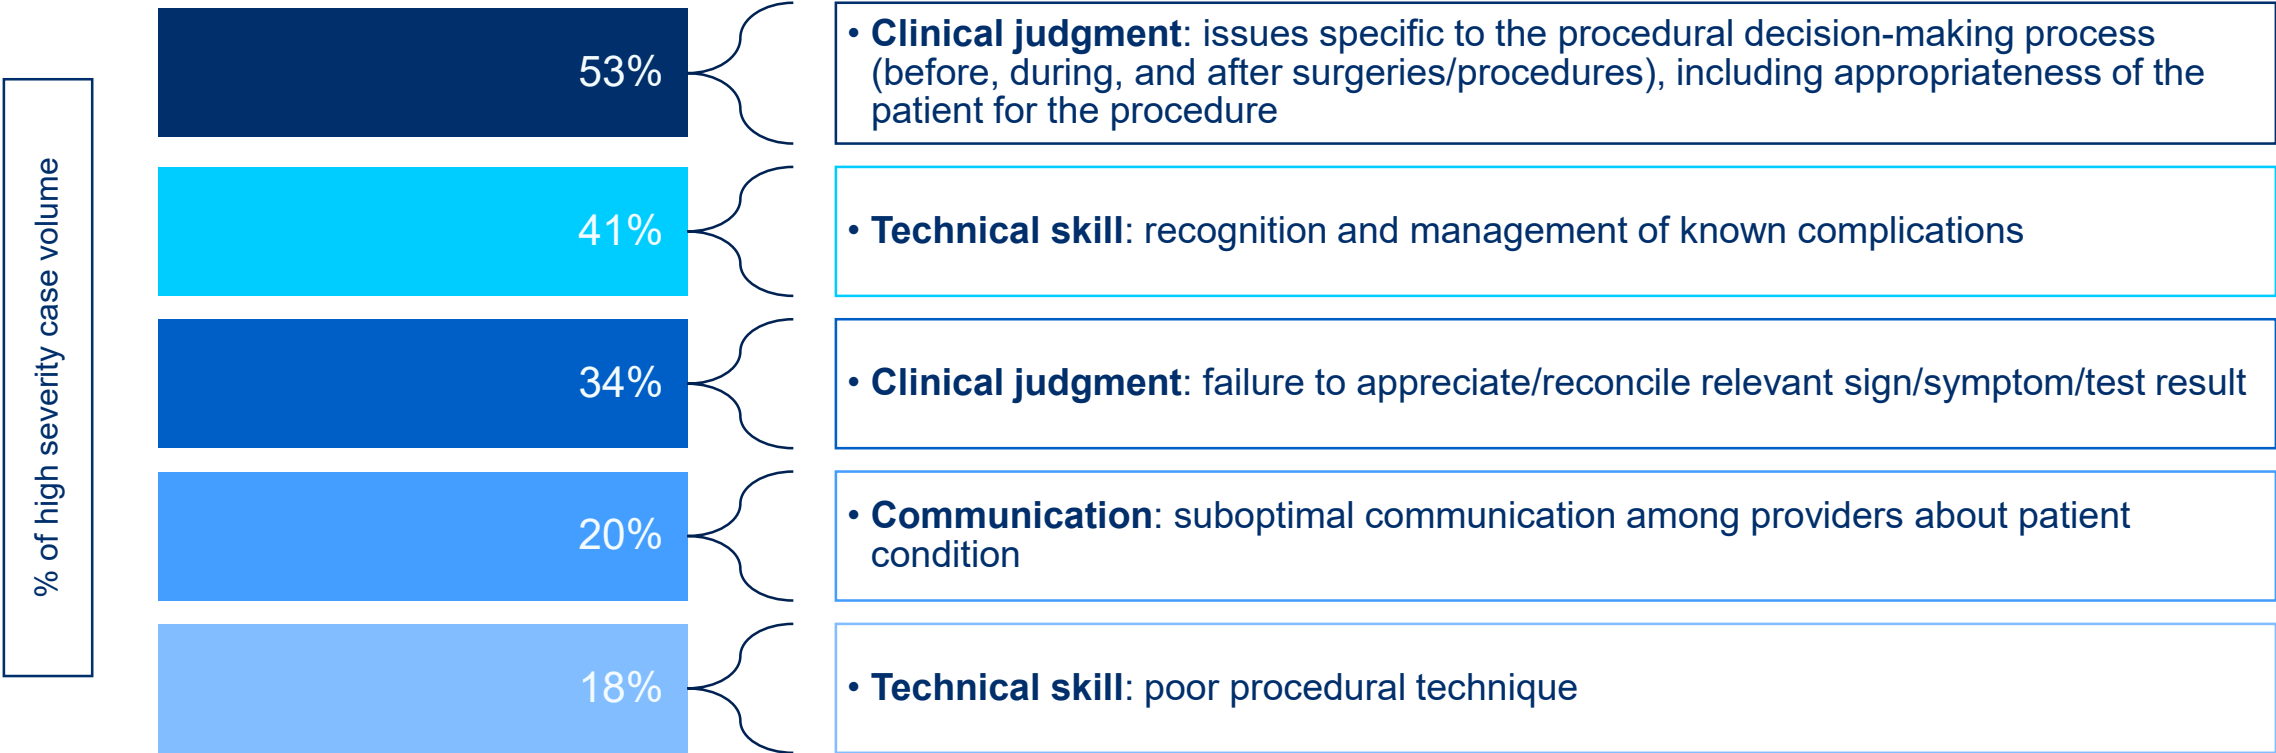 % of high severity case volume
53%
• Clinical judgment: issues specific to the procedural decision-making process
(before, during, and after surgeries/procedures), including appropriateness of the
patient for the procedure
41%
• Technical skill: recognition and management of known complications
34%
• Clinical judgment: failure to appreciate/reconcile relevant sign/symptom/test result
20%
• Communication: suboptimal communication among providers about patient
condition
18%
• Technical skill: poor procedural technique